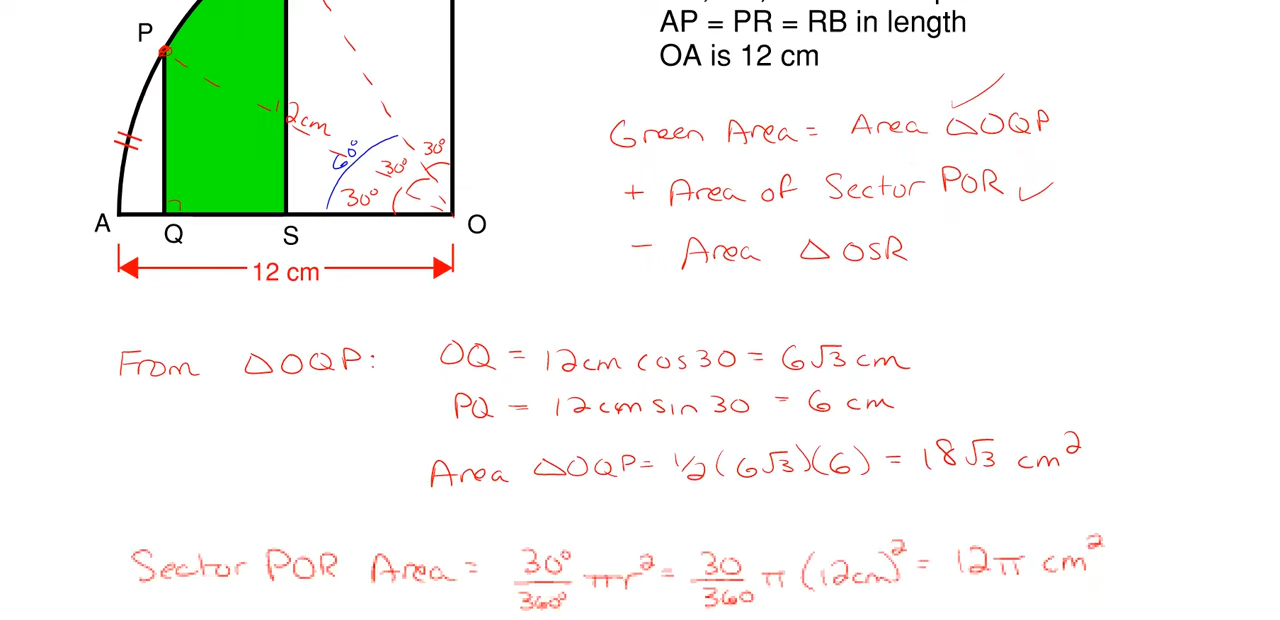 P
AP = PR = RB in length
OA is 12 cm
12cm
60°
30°
30°
30°
A
Q
S
O
12 cm
Green Area = Area △OQP
+ Area of Sector POR
- Area △OSR
From △OQP: OQ = 12cm cos30 = 6√3 cm
PQ = 12cm sin 30 = 6 cm
Area △OQP = 1/2 (6√3)(6) = 18√3 cm²
Sector POR Area = 30°/360° πr² = 30/360 π (12cm)² = 12π cm²